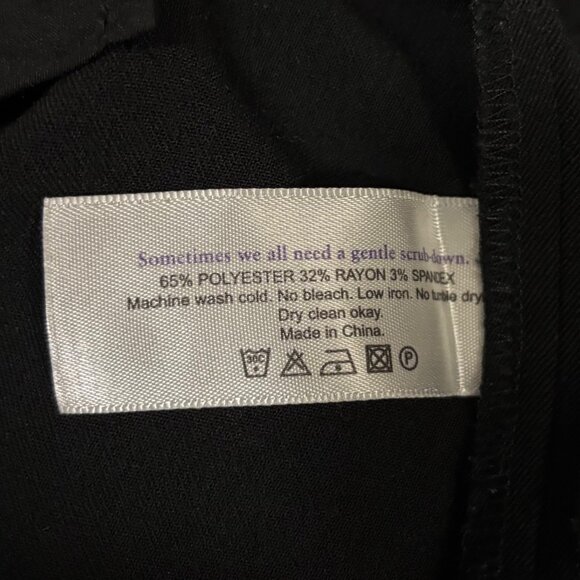 Sometimes we all need a gentle scrub-down.
65% POLYESTER 32% RAYON 3% SPANDEX
Machine wash cold. No bleach. Low iron. No tumble dry
Dry clean okay.
Made in China.
30C P